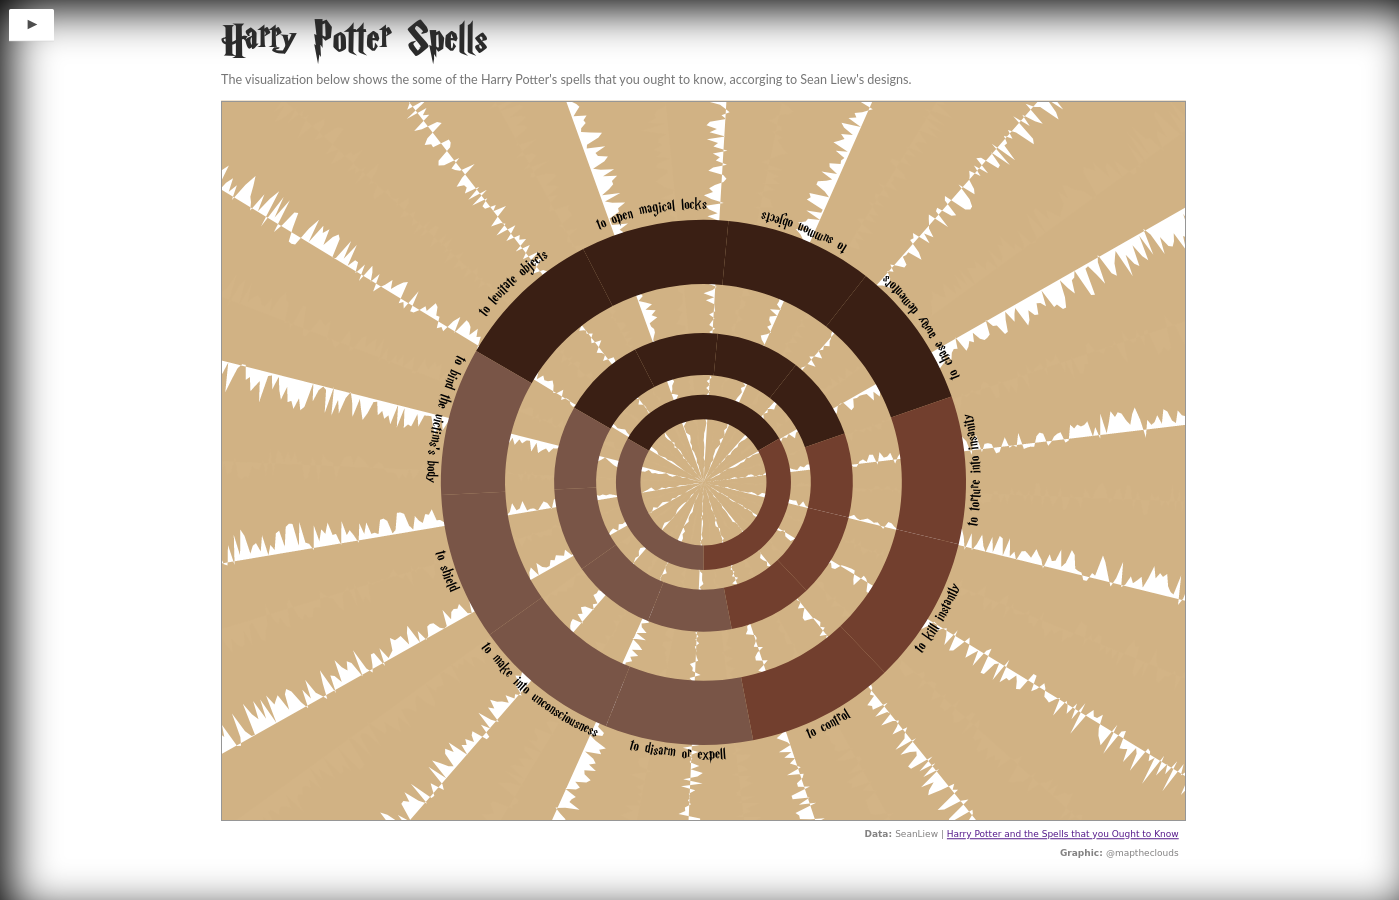 Harry Potter Spells
The visualization below shows the some of the Harry Potter's spells that you ought to know, accorging to Sean Liew's designs.
to open magical locks
to summon objects
to levitate objects
to chase away dementors
to bind the victims's body
to torture into insanity
to shield
to kill instantly
to make into unconsciousness
to control
to disarm or expell
Data: SeanLiew | Harry Potter and the Spells that you Ought to Know
Graphic: @maptheclouds